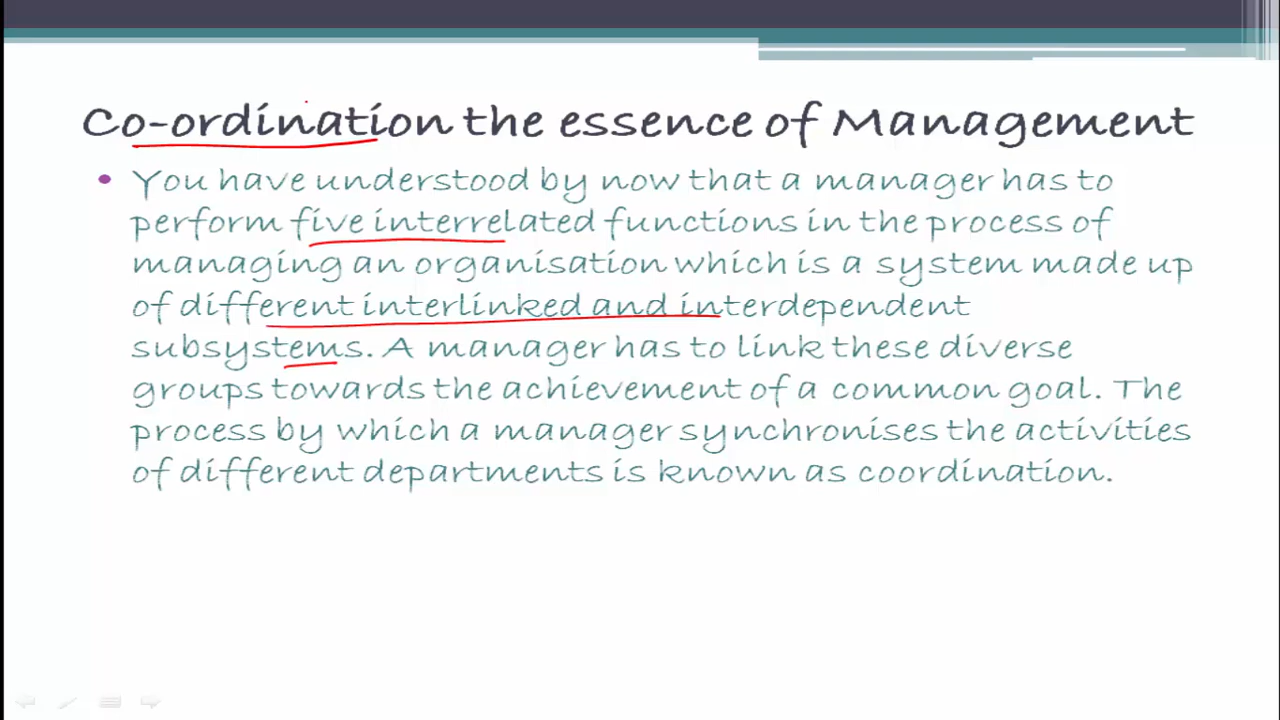 Co-ordination the essence of Management
• You have understood by now that a manager has to
perform five interrelated functions in the process of
managing an organisation which is a system made up
of different interlinked and interdependent
subsystems. A manager has to link these diverse
groups towards the achievement of a common goal. The
process by which a manager synchronises the activities
of different departments is known as coordination.